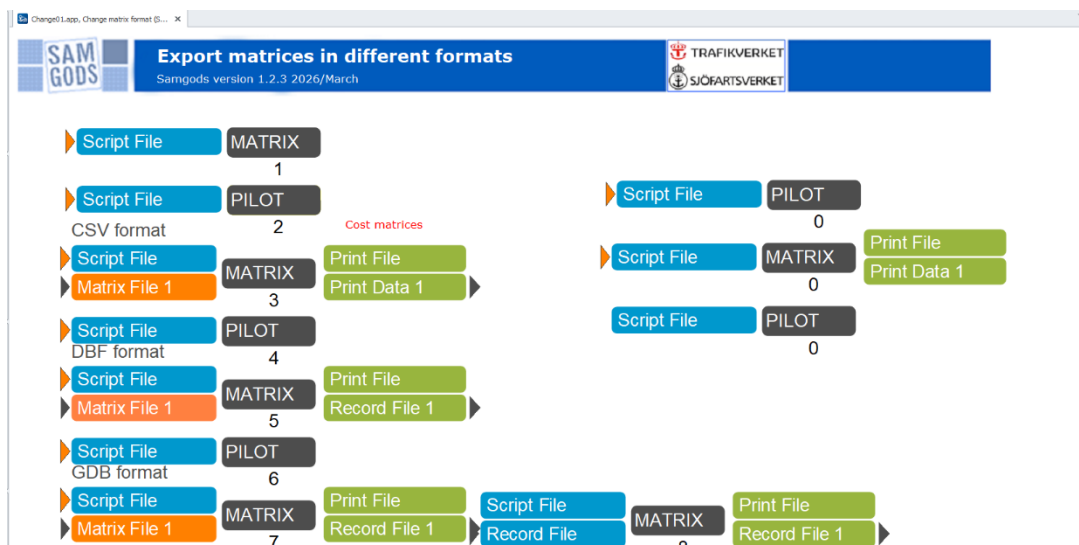 Change01.app, Change matrix format (S... X
SAM
GODS
Export matrices in different formats
Samgods version 1.2.3 2026/March
TRAFIKVERKET
SJÖFARTSVERKET
Script File MATRIX
1
Script File PILOT
2
Script File PILOT
0
CSV format
Cost matrices
Script File
Matrix File 1
MATRIX
3
Print File
Print Data 1
Script File MATRIX
0
Print File
Print Data 1
Script File PILOT
4
Script File PILOT
0
DBF format
Script File
Matrix File 1
MATRIX
5
Print File
Record File 1
Script File PILOT
6
GDB format
Script File
Matrix File 1
MATRIX
7
Print File
Record File 1
Script File
Record File
MATRIX
Print File
Record File 1